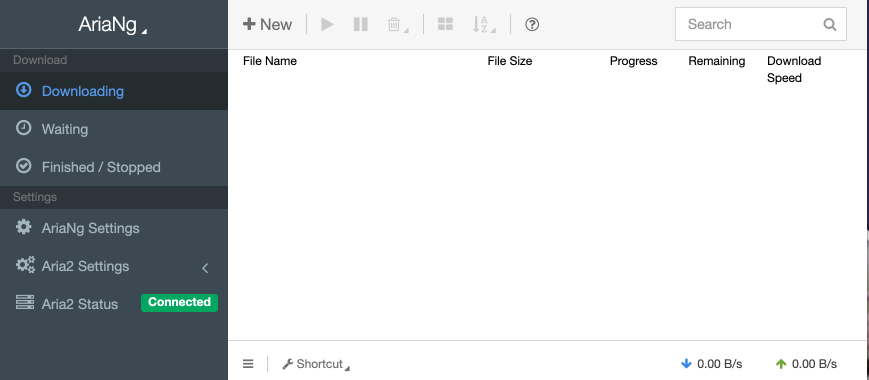 AriaNg
New
Search
Download
Downloading
Waiting
Finished / Stopped
Settings
AriaNg Settings
Aria2 Settings
Aria2 Status Connected
File Name File Size Progress Remaining Download
Speed
Shortcut 0.00 B/s 0.00 B/s